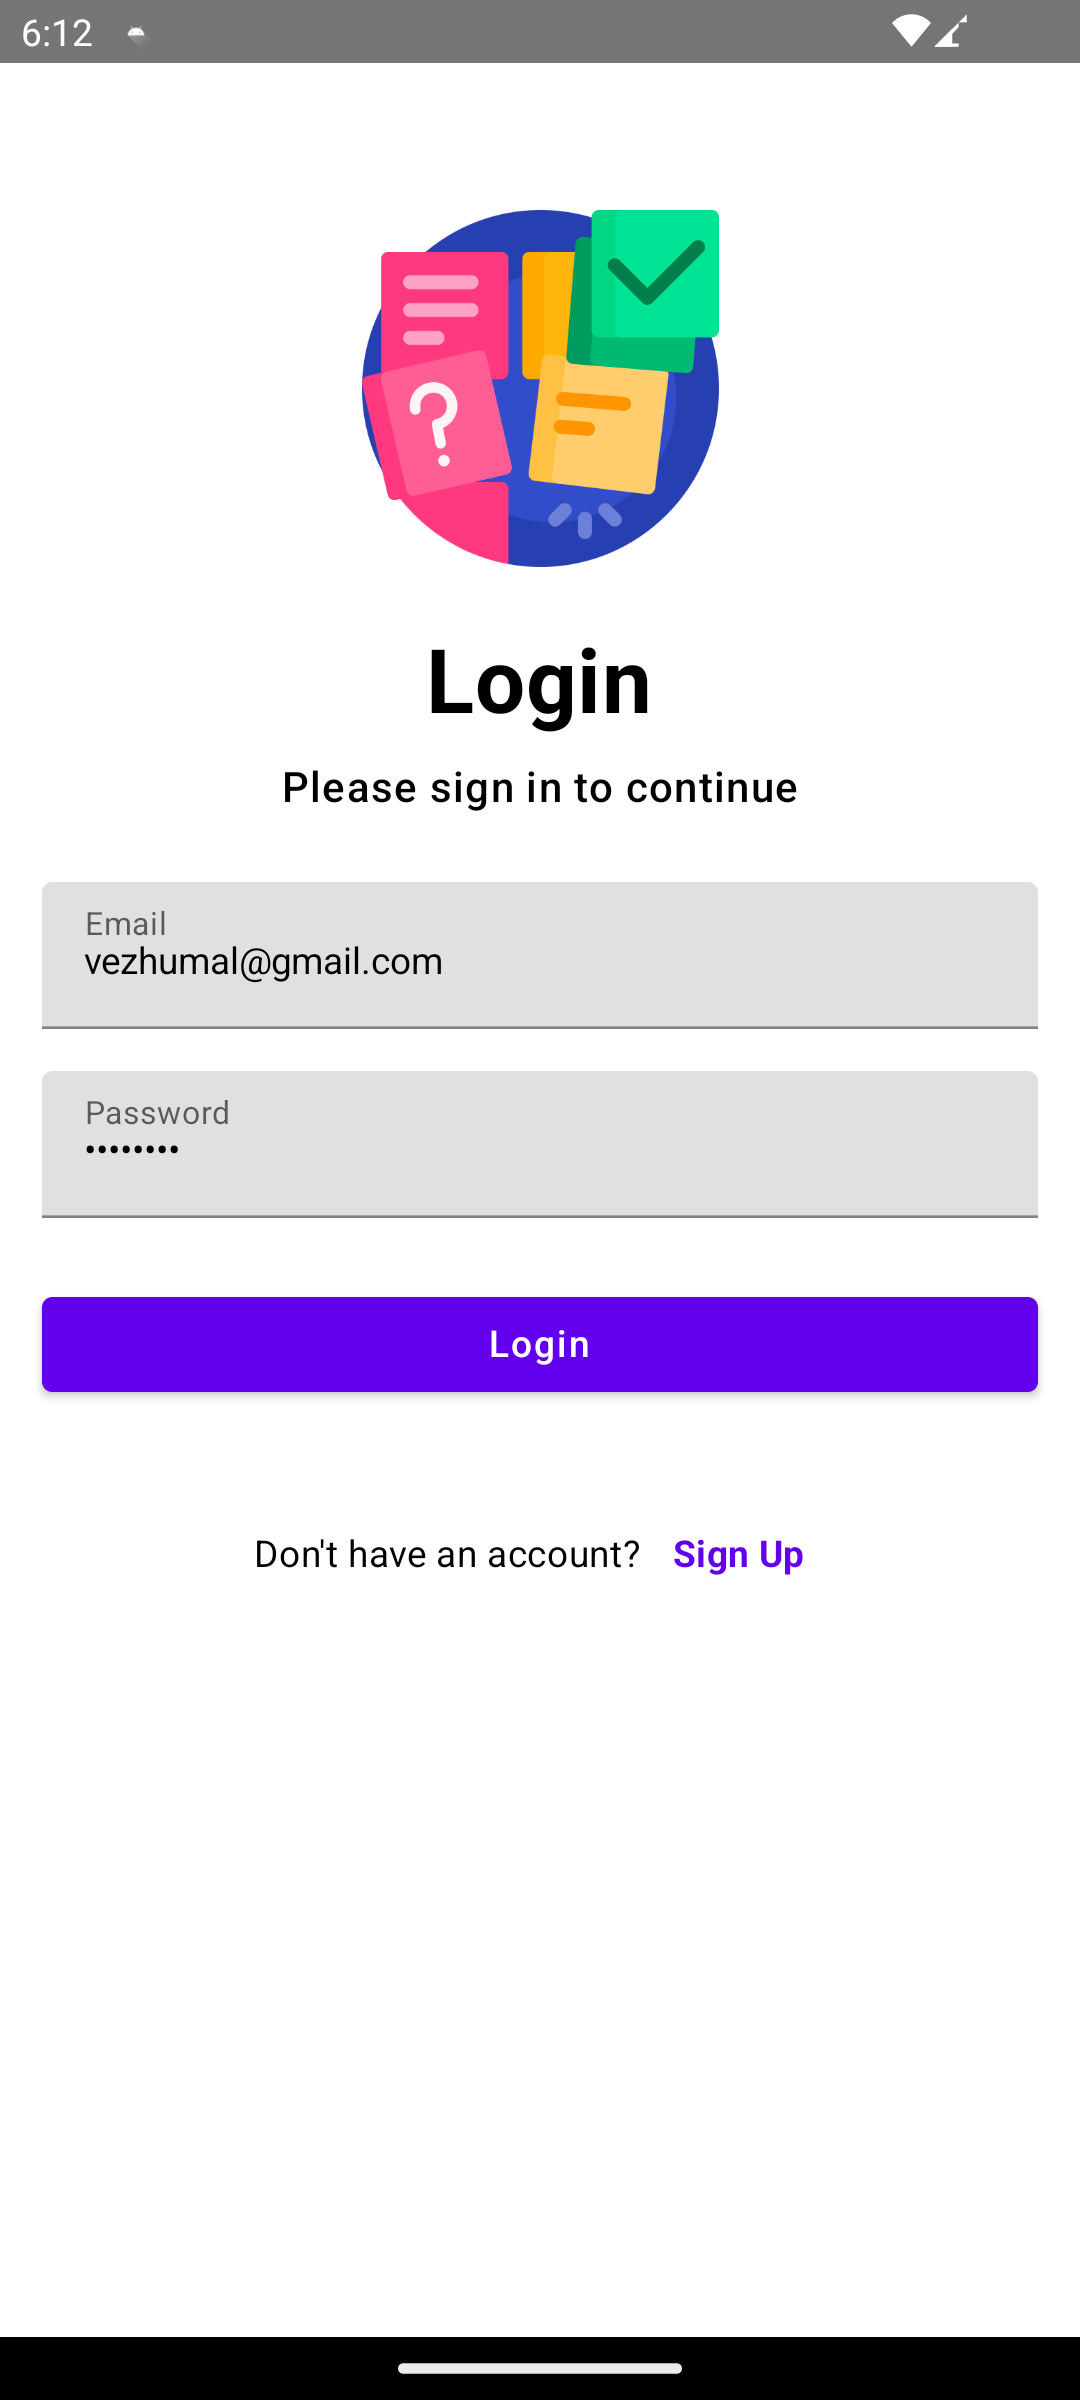 6:12
?
Login
Please sign in to continue
Email
vezhumal@gmail.com
Password
••••••••
Login
Don't have an account? Sign Up